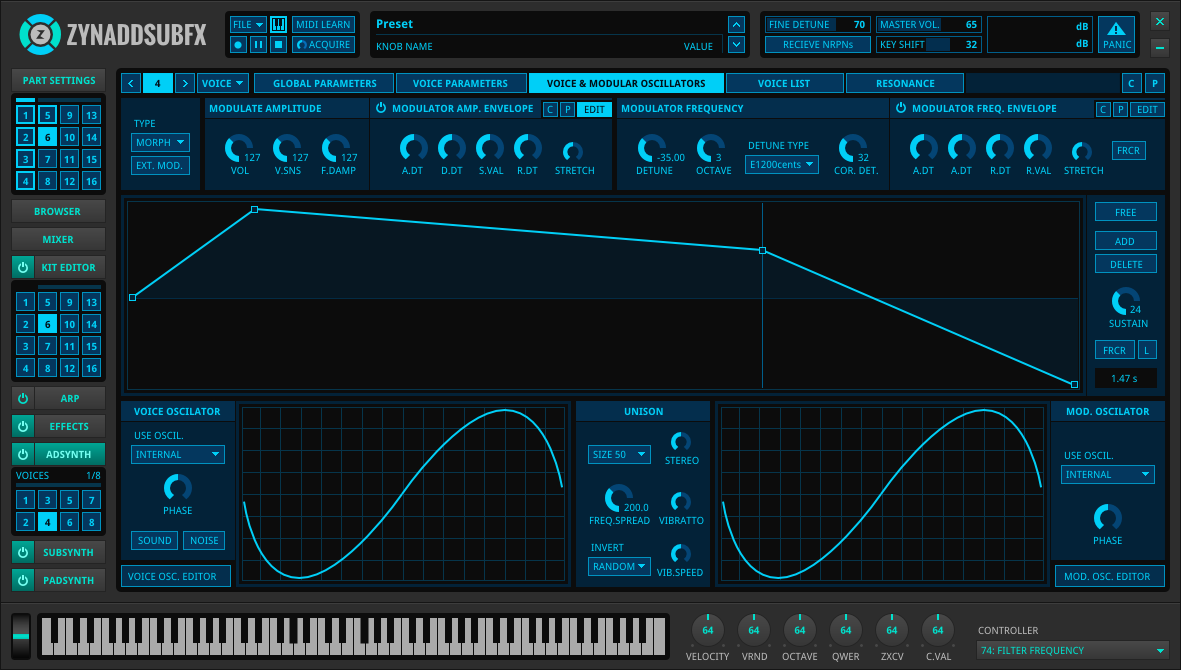 ZYNADDSUBFX
FILE
MIDI LEARN
ACQUIRE
Preset
KNOB NAME VALUE
FINE DETUNE 70
MASTER VOL. 65
RECIEVE NRPNs
KEY SHIFT 32
dB
dB
PANIC
PART SETTINGS
1 5 9 13
2 6 10 14
3 7 11 15
4 8 12 16
BROWSER
MIXER
KIT EDITOR
1 5 9 13
2 6 10 14
3 7 11 15
4 8 12 16
ARP
EFFECTS
ADSYNTH
VOICES 1/8
1 3 5 7
2 4 6 8
SUBSYNTH
PADSYNTH
< 4 > VOICE GLOBAL PARAMETERS VOICE PARAMETERS VOICE & MODULAR OSCILLATORS VOICE LIST RESONANCE C P
TYPE
MORPH
EXT. MOD.
MODULATE AMPLITUDE
127 127 127
VOL V.SNS F.DAMP
MODULATOR AMP. ENVELOPE C P EDIT
A.DT D.DT S.VAL R.DT STRETCH
MODULATOR FREQUENCY
-35.00 3
DETUNE OCTAVE
DETUNE TYPE
E1200cents
32
COR. DET.
MODULATOR FREQ. ENVELOPE C P EDIT
A.DT A.DT R.DT R.VAL STRETCH
FRCR
FREE
ADD
DELETE
24
SUSTAIN
FRCR L
1.47 s
VOICE OSCILATOR
USE OSCIL.
INTERNAL
PHASE
SOUND NOISE
VOICE OSC. EDITOR
UNISON
SIZE 50
STEREO
200.0
FREQ.SPREAD VIBRATTO
INVERT
RANDOM
VIB.SPEED
MOD. OSCILATOR
USE OSCIL.
INTERNAL
PHASE
MOD. OSC. EDITOR
64 64 64 64 64 64
VELOCITY VRND OCTAVE QWER ZXCV C.VAL
CONTROLLER
74: FILTER FREQUENCY